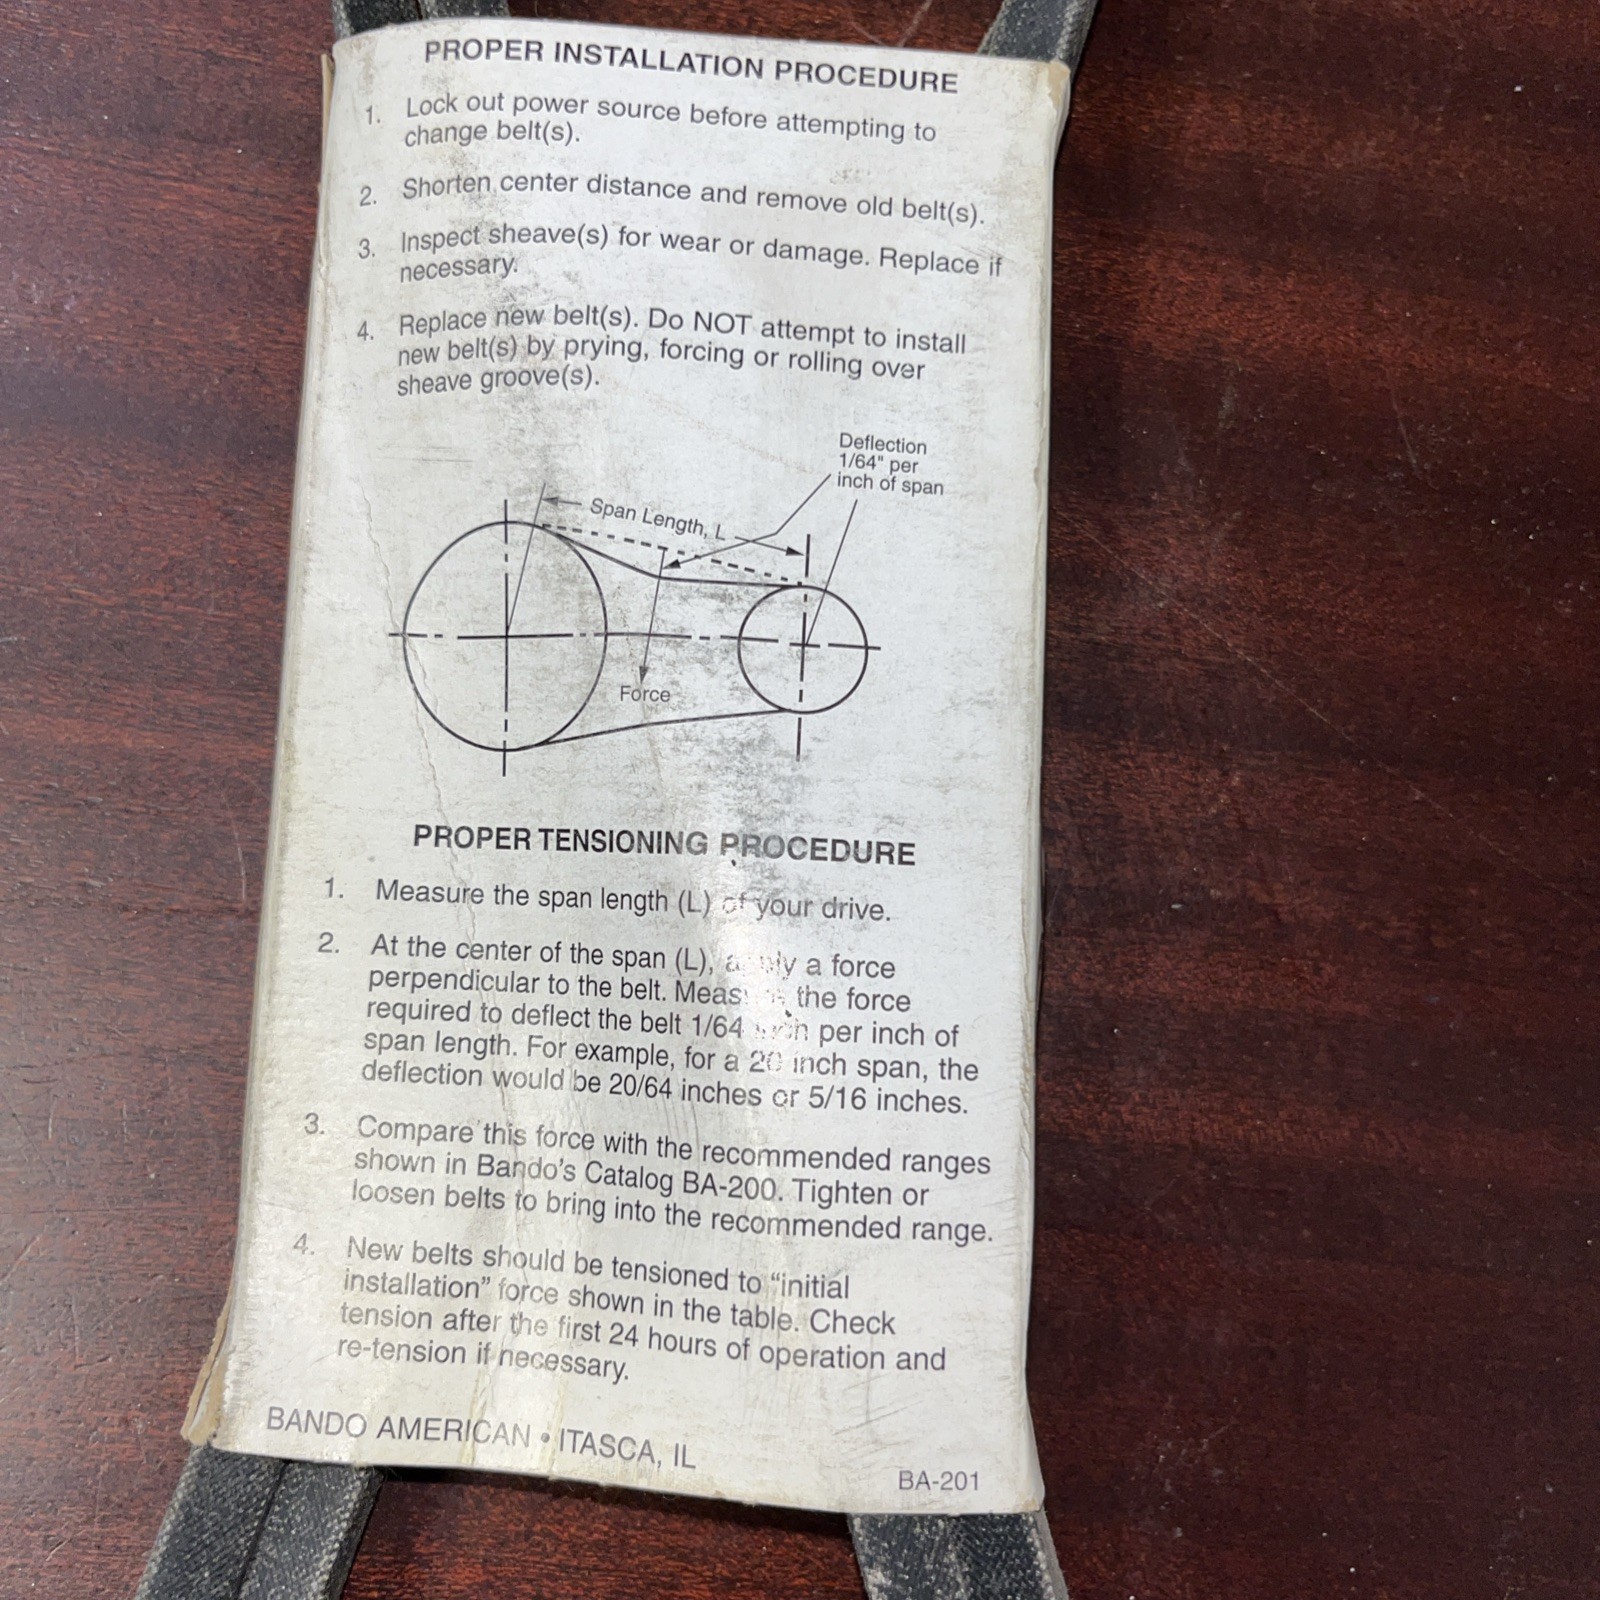 PROPER INSTALLATION PROCEDURE
1. Lock out power source before attempting to
change belt(s).
2. Shorten center distance and remove old belt(s).
3. Inspect sheave(s) for wear or damage. Replace if
necessary.
4. Replace new belt(s). Do NOT attempt to install
new belt(s) by prying, forcing or rolling over
sheave groove(s).
Deflection
1/64" per
inch of span
Span Length, L
Force
PROPER TENSIONING PROCEDURE
1. Measure the span length (L) of your drive.
2. At the center of the span (L), apply a force
perpendicular to the belt. Measure the force
required to deflect the belt 1/64 inch per inch of
span length. For example, for a 20 inch span, the
deflection would be 20/64 inches or 5/16 inches.
3. Compare this force with the recommended ranges
shown in Bando's Catalog BA-200. Tighten or
loosen belts to bring into the recommended range.
4. New belts should be tensioned to "initial
installation" force shown in the table. Check
tension after the first 24 hours of operation and
re-tension if necessary.
BANDO AMERICAN • ITASCA, IL
BA-201